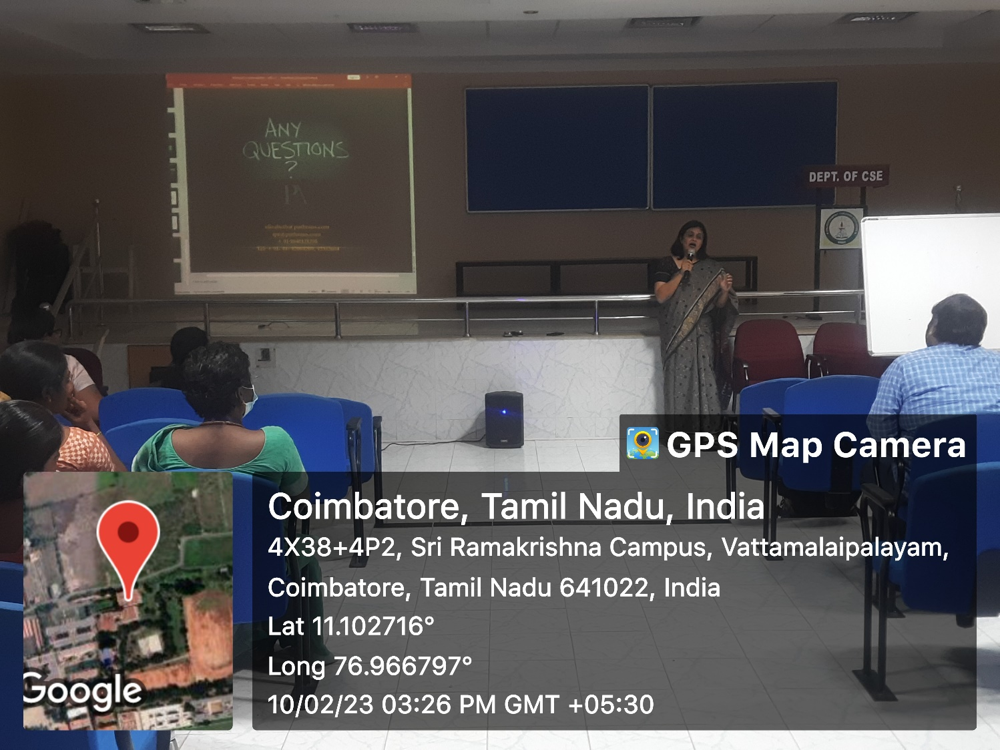 ANY
QUESTIONS
?
DEPT. OF CSE
GPS Map Camera
Coimbatore, Tamil Nadu, India
4X38+4P2, Sri Ramakrishna Campus, Vattamalaipalayam,
Coimbatore, Tamil Nadu 641022, India
Lat 11.102716°
Long 76.966797°
10/02/23 03:26 PM GMT +05:30
Google